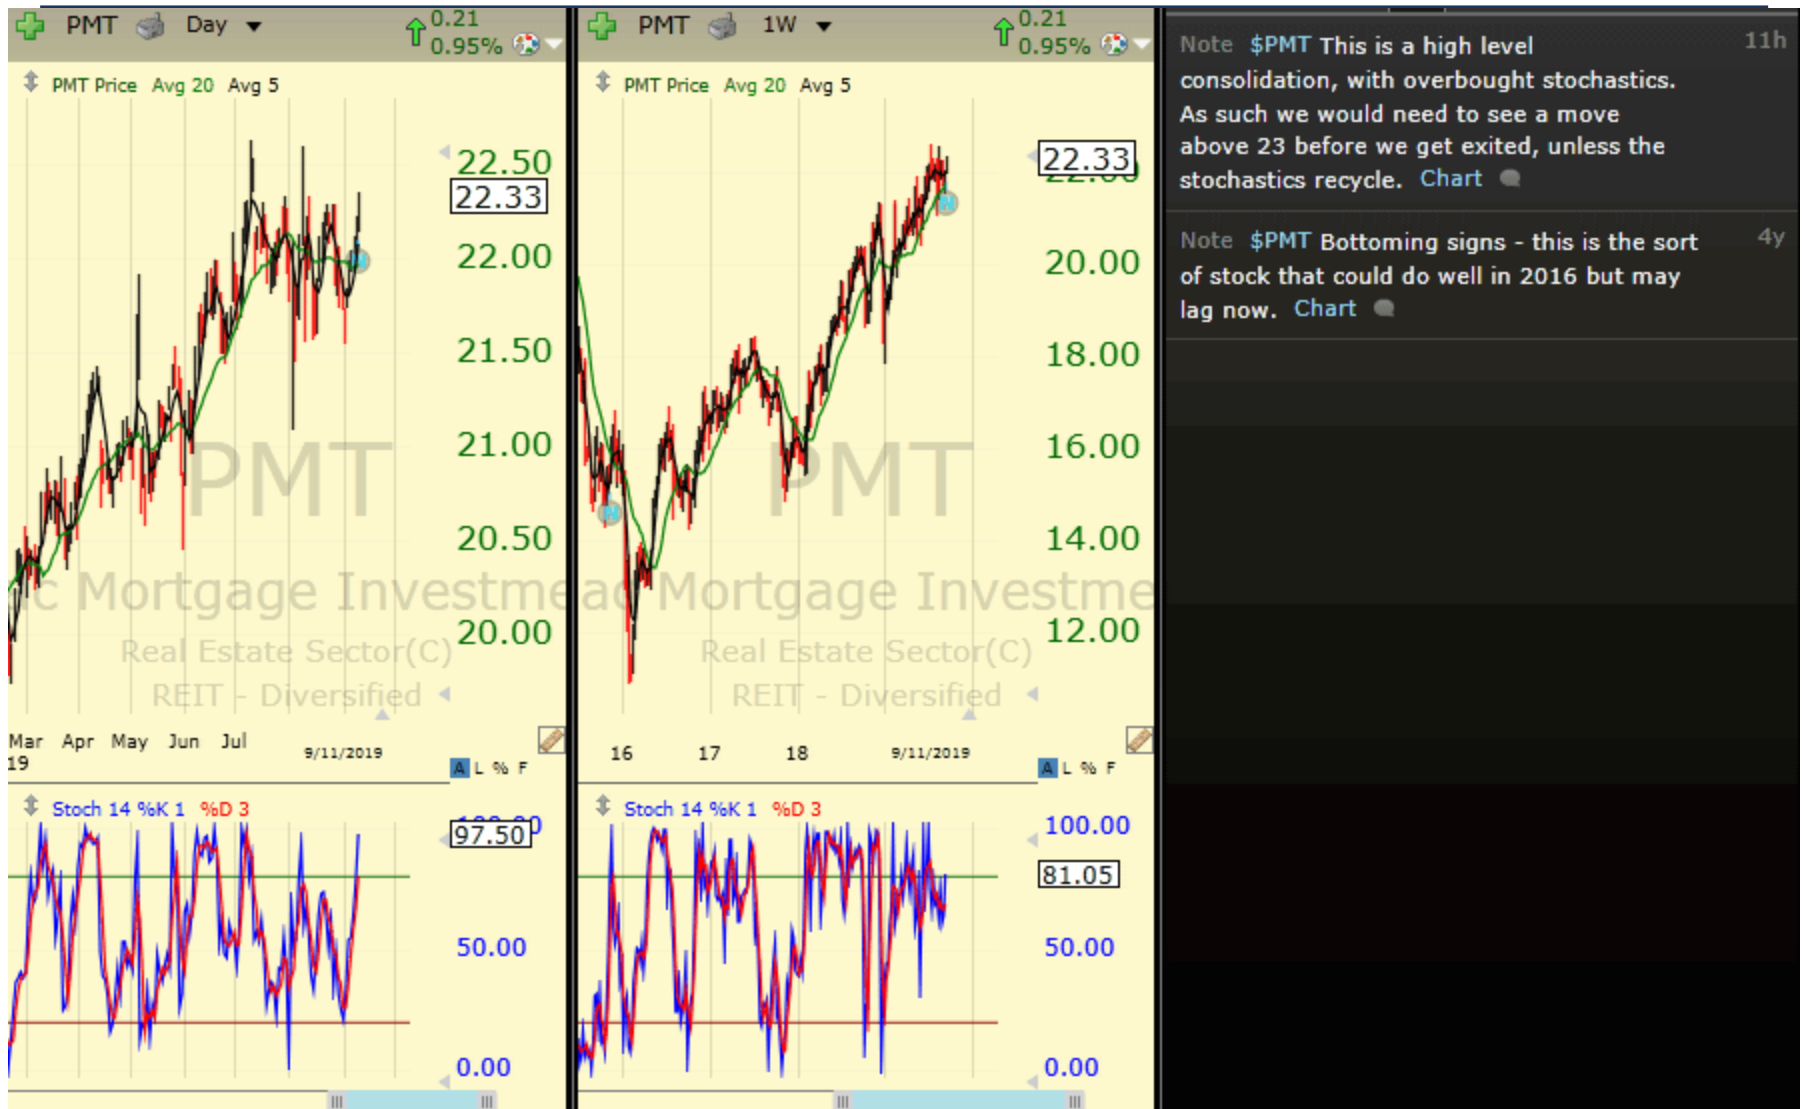 PMT Day 0.21
0.95%
PMT Price Avg 20 Avg 5
22.50
22.33
22.00
21.50
21.00
20.50
20.00
PMT
c Mortgage Investme
Real Estate Sector(C)
REIT - Diversified
Mar Apr May Jun Jul 9/11/2019
19
A L % F
Stoch 14 %K 1 %D 3
97.50
50.00
0.00
PMT 1W 0.21
0.95%
PMT Price Avg 20 Avg 5
22.33
22.00
20.00
18.00
16.00
14.00
12.00
PMT
ac Mortgage Investme
Real Estate Sector(C)
REIT - Diversified
16 17 18 9/11/2019
A L % F
Stoch 14 %K 1 %D 3
100.00
81.05
50.00
0.00
Note $PMT This is a high level 11h
consolidation, with overbought stochastics.
As such we would need to see a move
above 23 before we get exited, unless the
stochastics recycle. Chart
Note $PMT Bottoming signs - this is the sort 4y
of stock that could do well in 2016 but may
lag now. Chart